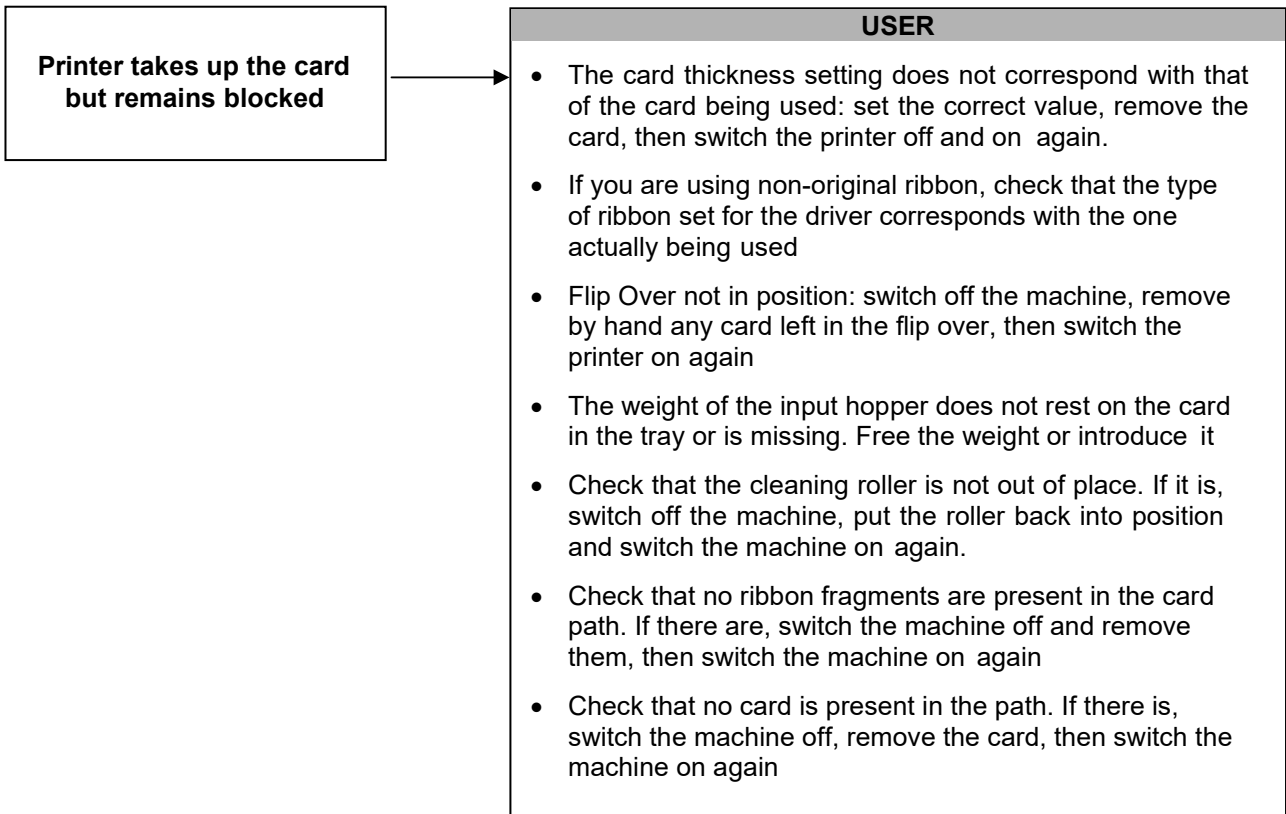 Printer takes up the card
but remains blocked
USER
• The card thickness setting does not correspond with that
of the card being used: set the correct value, remove the
card, then switch the printer off and on again.
• If you are using non-original ribbon, check that the type
of ribbon set for the driver corresponds with the one
actually being used
• Flip Over not in position: switch off the machine, remove
by hand any card left in the flip over, then switch the
printer on again
• The weight of the input hopper does not rest on the card
in the tray or is missing. Free the weight or introduce it
• Check that the cleaning roller is not out of place. If it is,
switch off the machine, put the roller back into position
and switch the machine on again.
• Check that no ribbon fragments are present in the card
path. If there are, switch the machine off and remove
them, then switch the machine on again
• Check that no card is present in the path. If there is,
switch the machine off, remove the card, then switch the
machine on again